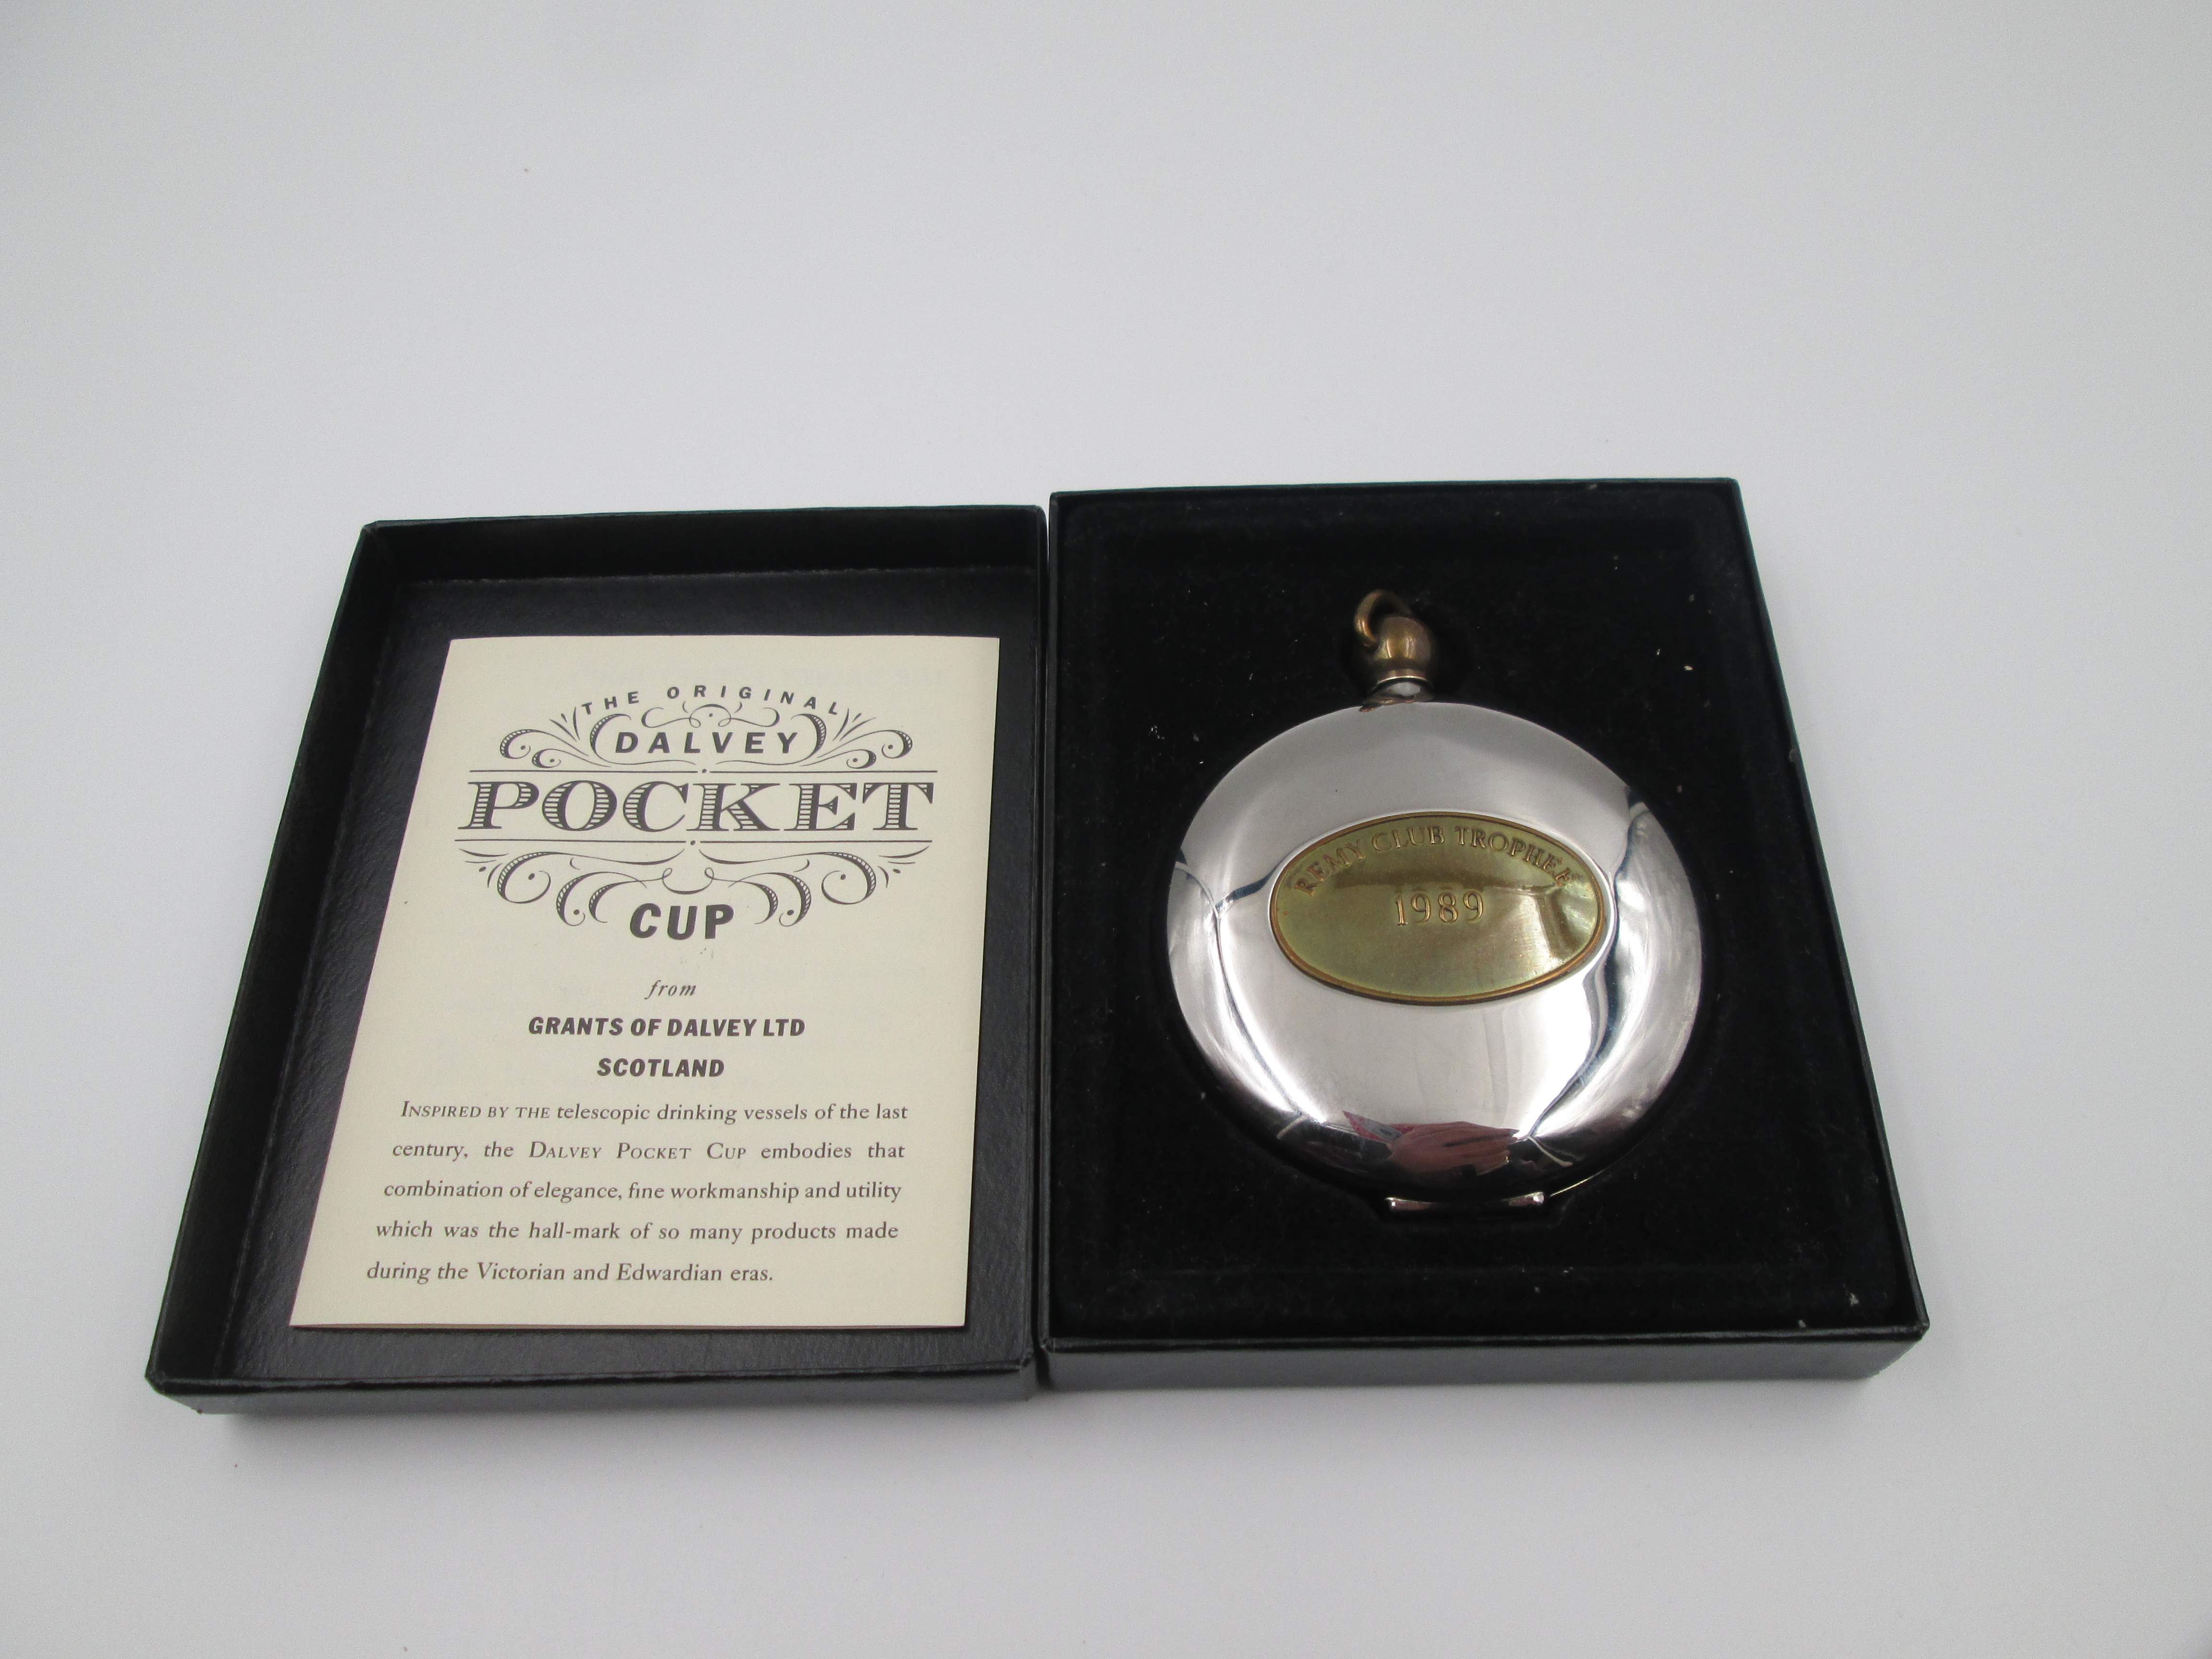 THE ORIGINAL
DALVEY
POCKET
CUP
from
GRANTS OF DALVEY LTD
SCOTLAND
INSPIRED BY THE telescopic drinking vessels of the last
century, the DALVEY POCKET CUP embodies that
combination of elegance, fine workmanship and utility
which was the hall-mark of so many products made
during the Victorian and Edwardian eras.
REMY CLUB TROPHÉE
1989